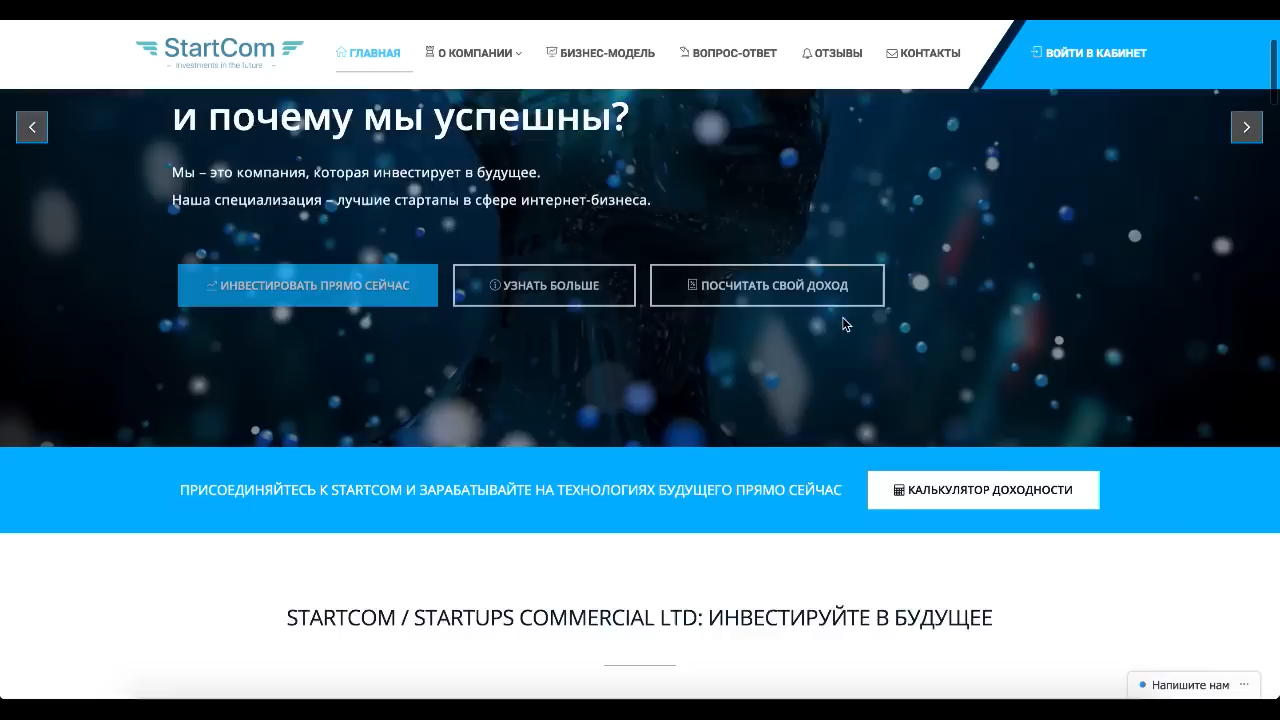 StartCom
– Investments in the future –
ГЛАВНАЯ
О КОМПАНИИ
БИЗНЕС-МОДЕЛЬ
ВОПРОС-ОТВЕТ
ОТЗЫВЫ
КОНТАКТЫ
ВОЙТИ В КАБИНЕТ
и почему мы успешны?
Мы – это компания, которая инвестирует в будущее.
Наша специализация – лучшие стартапы в сфере интернет-бизнеса.
ИНВЕСТИРОВАТЬ ПРЯМО СЕЙЧАС
УЗНАТЬ БОЛЬШЕ
ПОСЧИТАТЬ СВОЙ ДОХОД
ПРИСОЕДИНЯЙТЕСЬ К STARTCOM И ЗАРАБАТЫВАЙТЕ НА ТЕХНОЛОГИЯХ БУДУЩЕГО ПРЯМО СЕЙЧАС
КАЛЬКУЛЯТОР ДОХОДНОСТИ
STARTCOM / STARTUPS COMMERCIAL LTD: ИНВЕСТИРУЙТЕ В БУДУЩЕЕ
Напишите нам